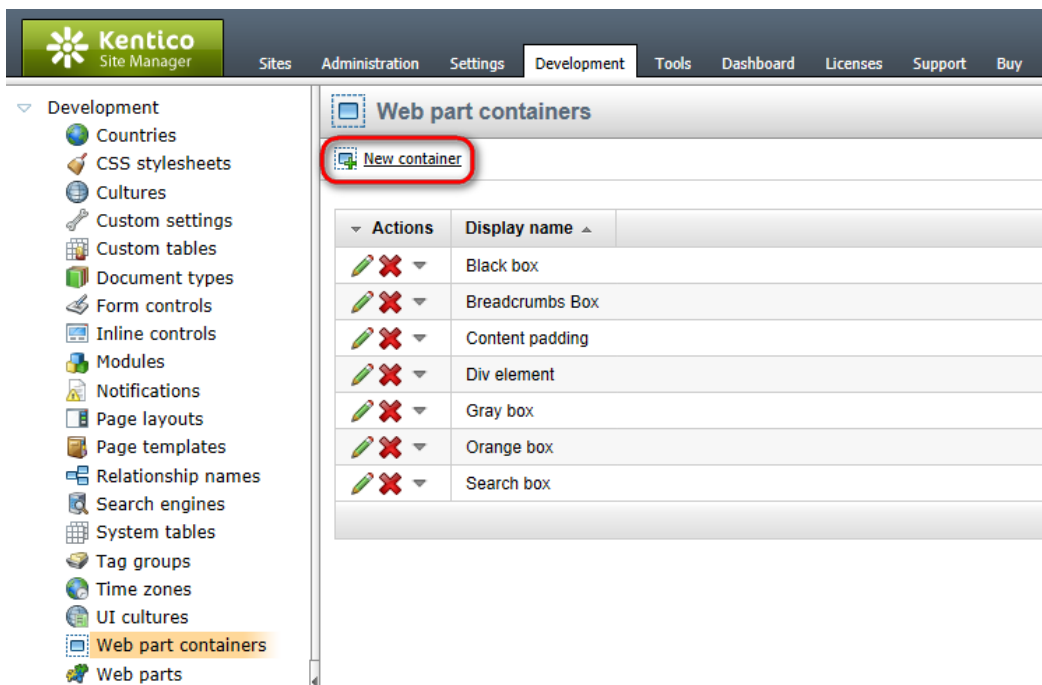 Kentico
Site Manager
Sites Administration Settings Development Tools Dashboard Licenses Support Buy
Development
Countries
CSS stylesheets
Cultures
Custom settings
Custom tables
Document types
Form controls
Inline controls
Modules
Notifications
Page layouts
Page templates
Relationship names
Search engines
System tables
Tag groups
Time zones
UI cultures
Web part containers
Web parts
Web part containers
New container
Actions Display name
Black box
Breadcrumbs Box
Content padding
Div element
Gray box
Orange box
Search box